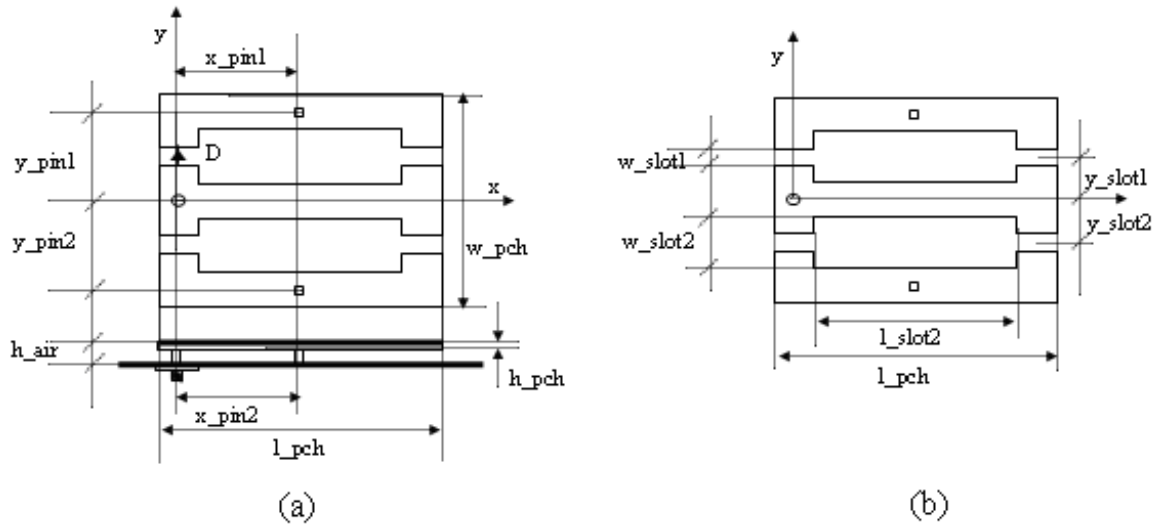 y
x_pin1
y_pin1
D
x
y_pin2
w_pch
h_air
h_pch
x_pin2
l_pch
(a)
y
w_slot1
y_slot1
w_slot2
y_slot2
l_slot2
l_pch
(b)